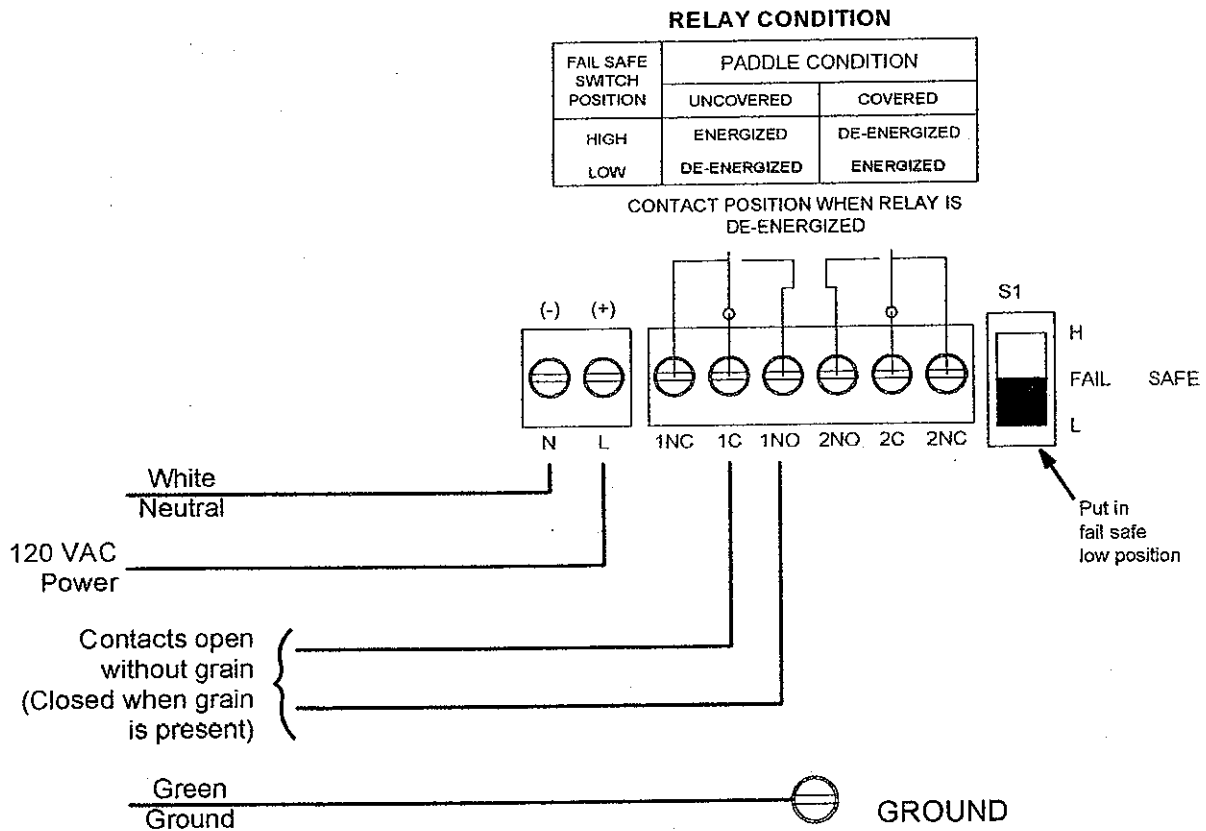 RELAY CONDITION
FAIL SAFE
SWITCH
POSITION
PADDLE CONDITION
UNCOVERED COVERED
HIGH ENERGIZED DE-ENERGIZED
LOW DE-ENERGIZED ENERGIZED
CONTACT POSITION WHEN RELAY IS
DE-ENERGIZED
S1
(-) (+)
H
FAIL SAFE
L
N L 1NC 1C 1NO 2NO 2C 2NC
Put in
fail safe
low position
White
Neutral
120 VAC
Power
Contacts open
without grain
(Closed when grain
is present)
Green
Ground
GROUND